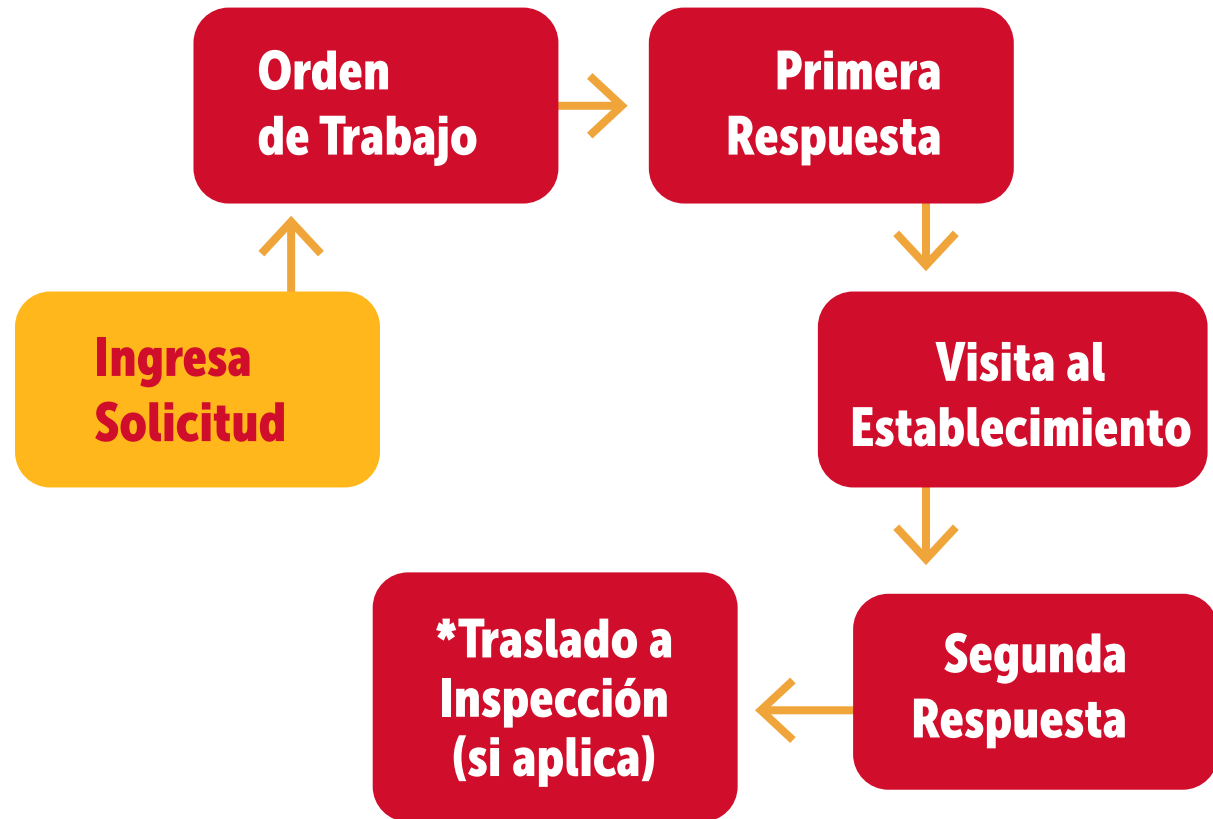 Ingresa
Solicitud
Orden
de Trabajo
Primera
Respuesta
Visita al
Establecimiento
Segunda
Respuesta
*Traslado a
Inspección
(si aplica)